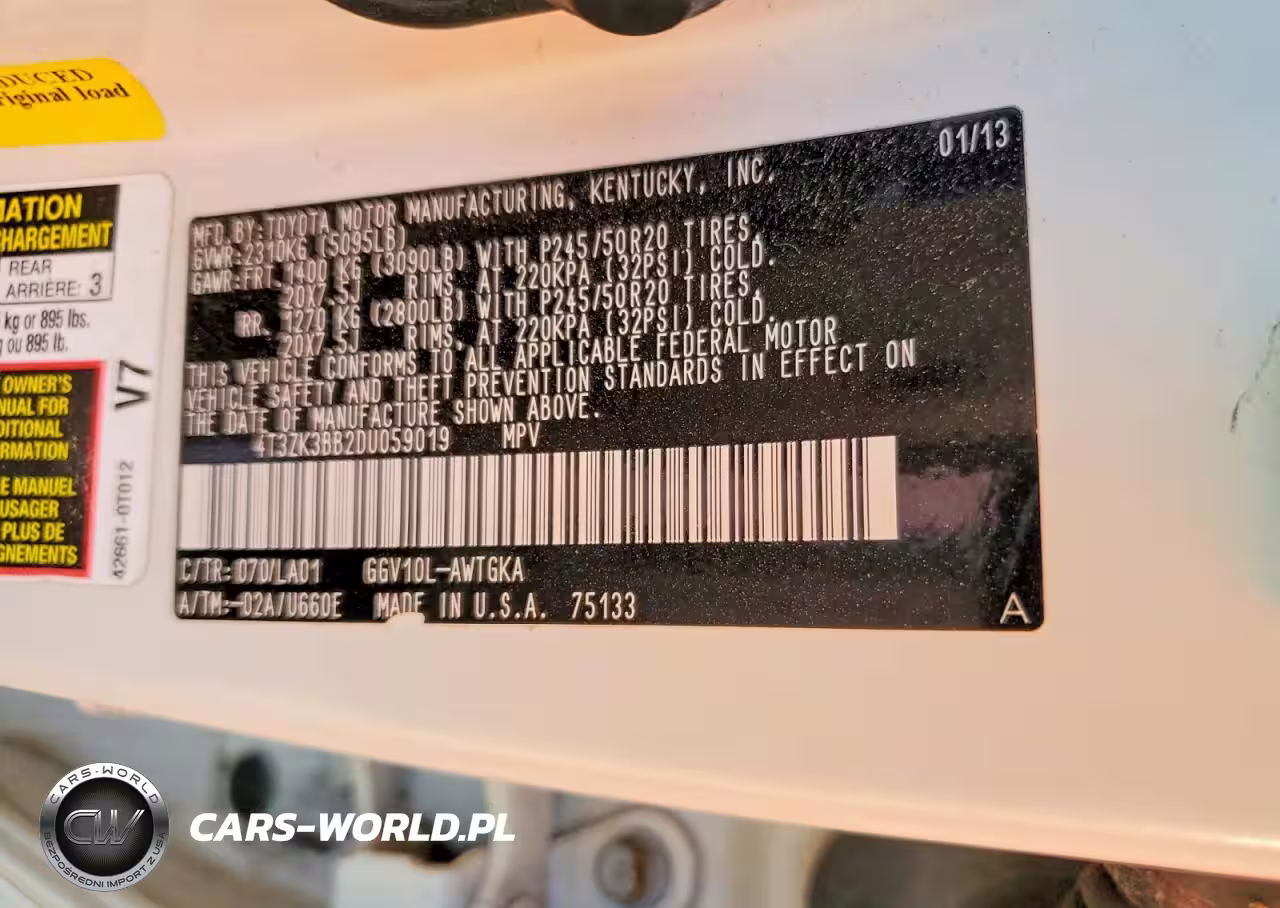 DUCED
riginal load
MATION
CHARGEMENT
REAR
ARRIÈRE: 3
kg or 895 lbs.
ou 895 lb.
OWNER'S
NUAL FOR
DITIONAL
ORMATION
E MANUEL
USAGER
PLUS DE
GNEMENTS
V7
42661-0T012
01/13
MFD. BY: TOYOTA MOTOR MANUFACTURING, KENTUCKY, INC.
GVWR: 2310KG (5095LB)
GAWR: FRT. 1400 KG (3090LB) WITH P245/50R20 TIRES,
20X7.5J RIMS, AT 220KPA (32PSI) COLD.
RR. 1270 KG (2800LB) WITH P245/50R20 TIRES,
20X7.5J RIMS, AT 220KPA (32PSI) COLD.
THIS VEHICLE CONFORMS TO ALL APPLICABLE FEDERAL MOTOR
VEHICLE SAFETY AND THEFT PREVENTION STANDARDS IN EFFECT ON
THE DATE OF MANUFACTURE SHOWN ABOVE.
4T3ZK3BB2DU059019 MPV
C/TR: 070/LA01 GGV10L-AWTGKA
A/TM: -02A/U660E MADE IN U.S.A. 75133
A
CARS-WORLD
CW
BEZPOŚREDNI IMPORT Z USA
CARS-WORLD.PL